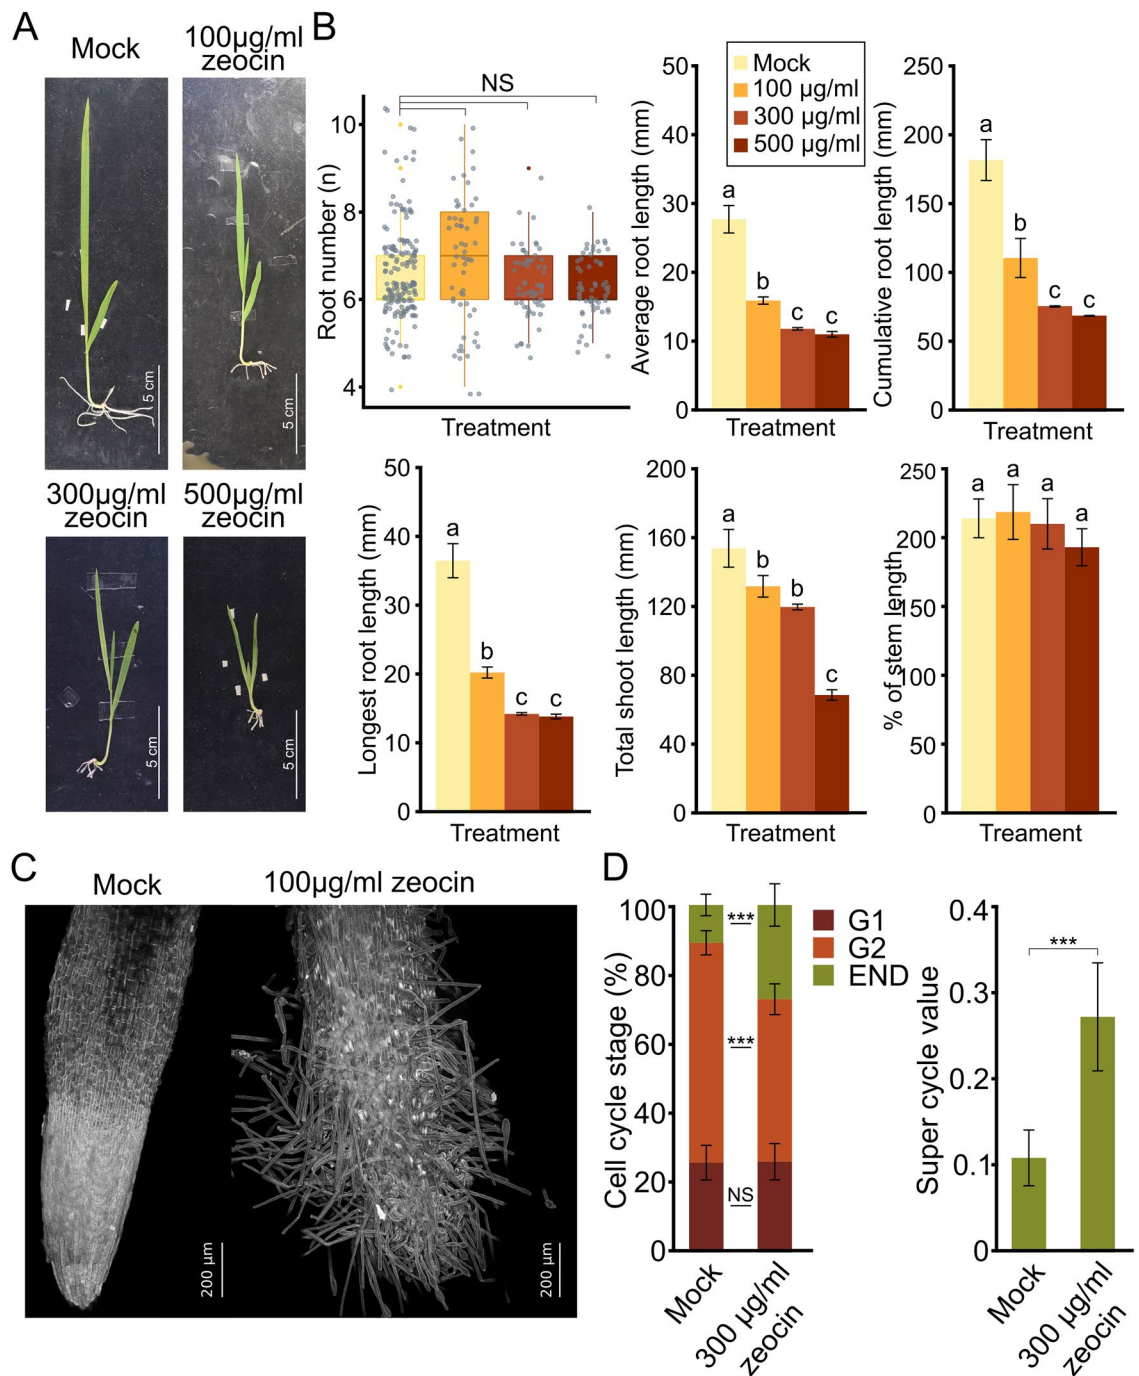 A
Mock
100µg/ml
zeocin
5 cm
5 cm
300µg/ml
zeocin
500µg/ml
zeocin
5 cm
5 cm
B
NS
10
8
6
4
Root number (n)
Treatment
Mock
100 µg/ml
300 µg/ml
500 µg/ml
50
40
30
20
10
0
Average root length (mm)
a
b
c
c
Treatment
250
200
150
100
50
0
Cumulative root length (mm)
a
b
c
c
Treatment
50
40
30
20
10
0
Longest root length (mm)
a
b
c
c
Treatment
200
160
120
80
40
0
Total shoot length (mm)
a
b
b
c
Treatment
250
200
150
100
50
0
% of stem length
a
a
a
a
Treament
C
Mock
100µg/ml zeocin
200 µm
200 µm
D
100
80
60
40
20
0
Cell cycle stage (%)
***
***
NS
G1
G2
END
Mock
300 µg/ml
zeocin
0.4
0.3
0.2
0.1
0
Super cycle value
***
Mock
300 µg/ml
zeocin